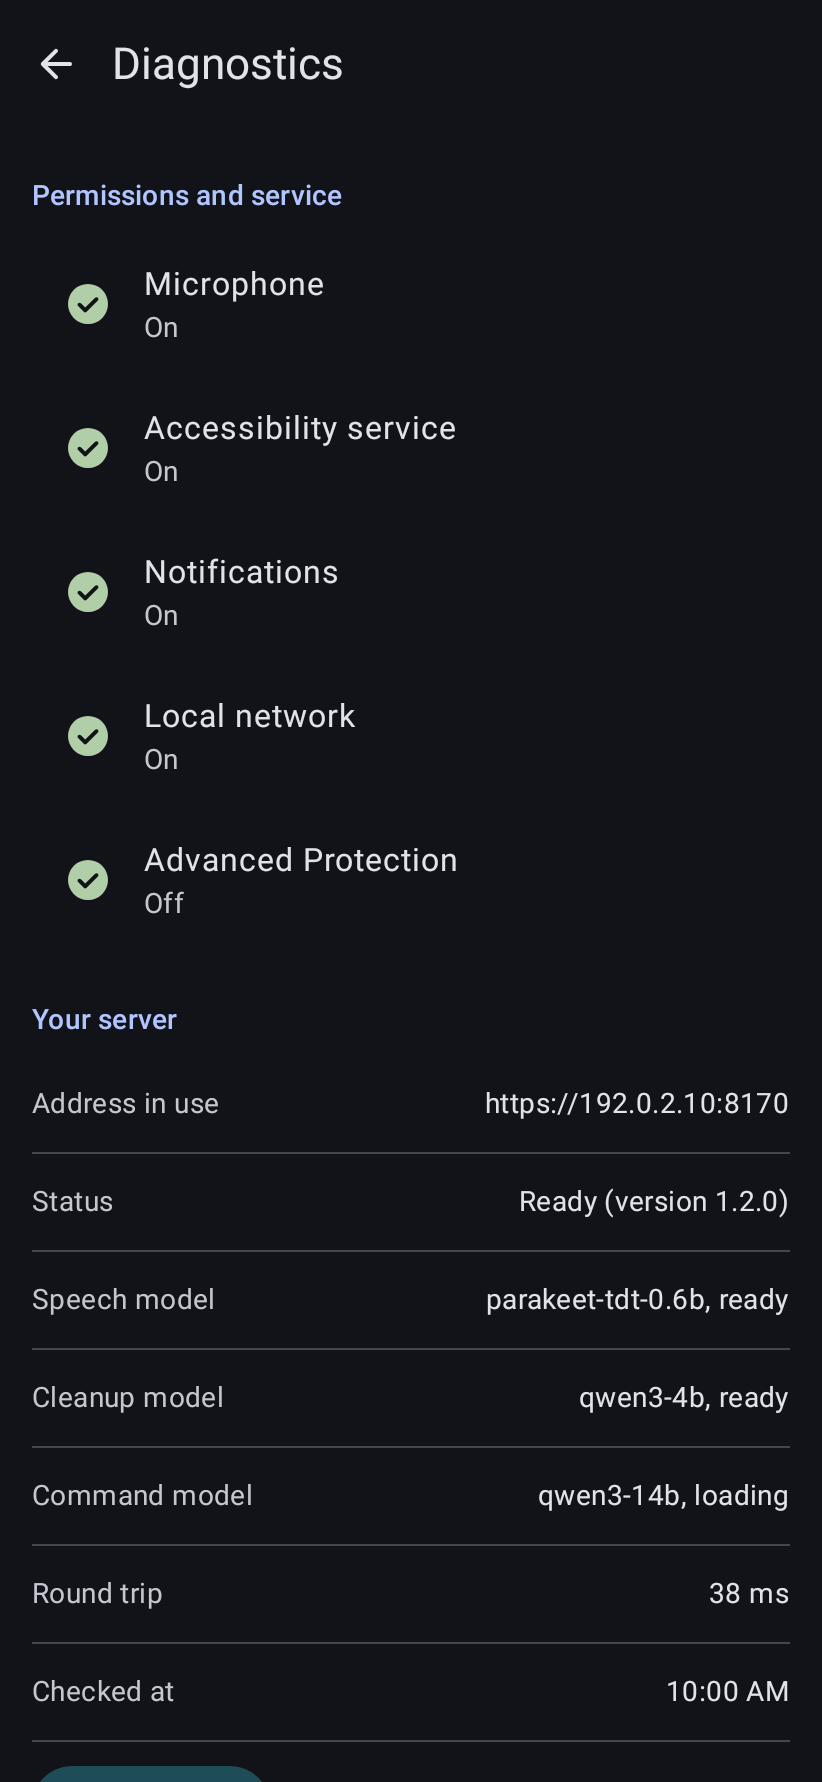 Diagnostics
Permissions and service
Microphone
On
Accessibility service
On
Notifications
On
Local network
On
Advanced Protection
Off
Your server
Address in use https://192.0.2.10:8170
Status Ready (version 1.2.0)
Speech model parakeet-tdt-0.6b, ready
Cleanup model qwen3-4b, ready
Command model qwen3-14b, loading
Round trip 38 ms
Checked at 10:00 AM